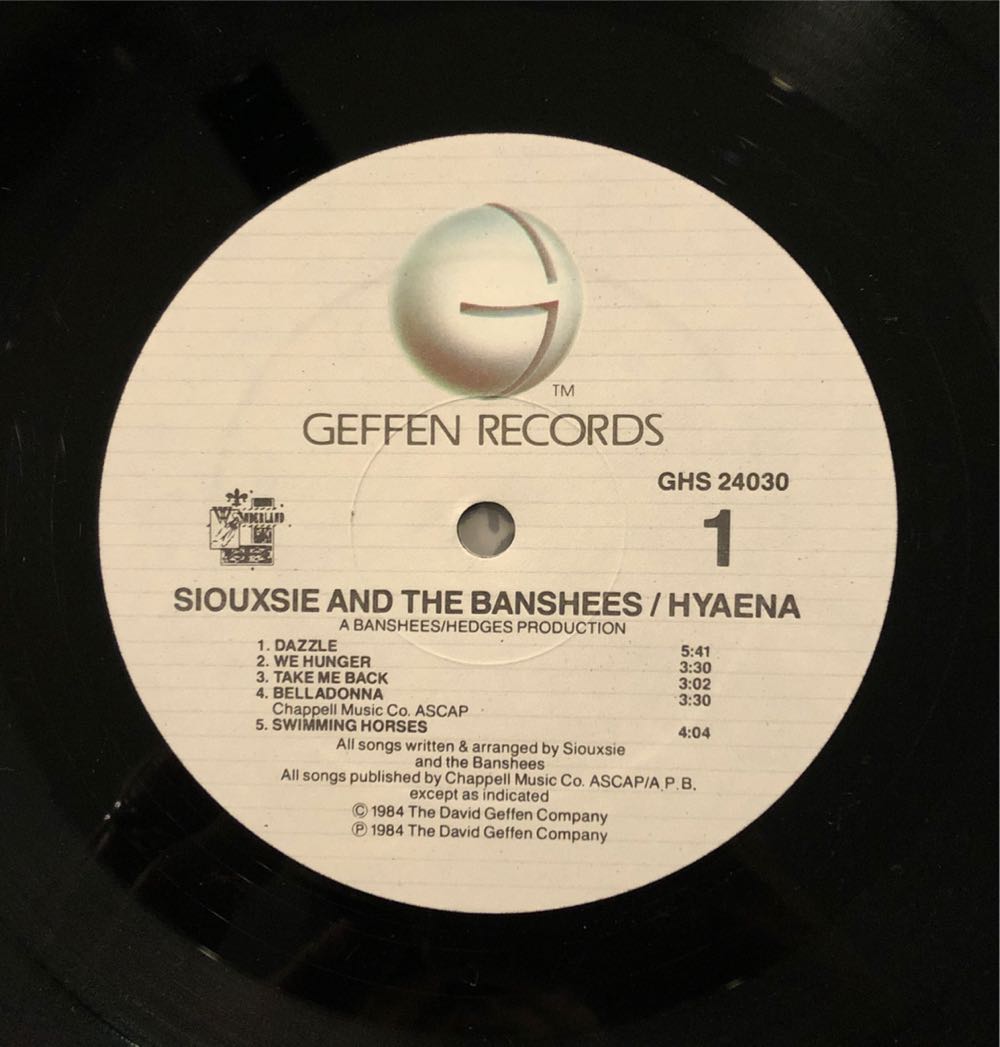 TM
GEFFEN RECORDS
GHS 24030
WONDERLAND
1
SIOUXSIE AND THE BANSHEES / HYAENA
A BANSHEES/HEDGES PRODUCTION
1. DAZZLE 5:41
2. WE HUNGER 3:30
3. TAKE ME BACK 3:02
4. BELLADONNA 3:30
Chappell Music Co. ASCAP
5. SWIMMING HORSES 4:04
All songs written & arranged by Siouxsie
and the Banshees
All songs published by Chappell Music Co. ASCAP/A.P.B.
except as indicated
© 1984 The David Geffen Company
℗ 1984 The David Geffen Company